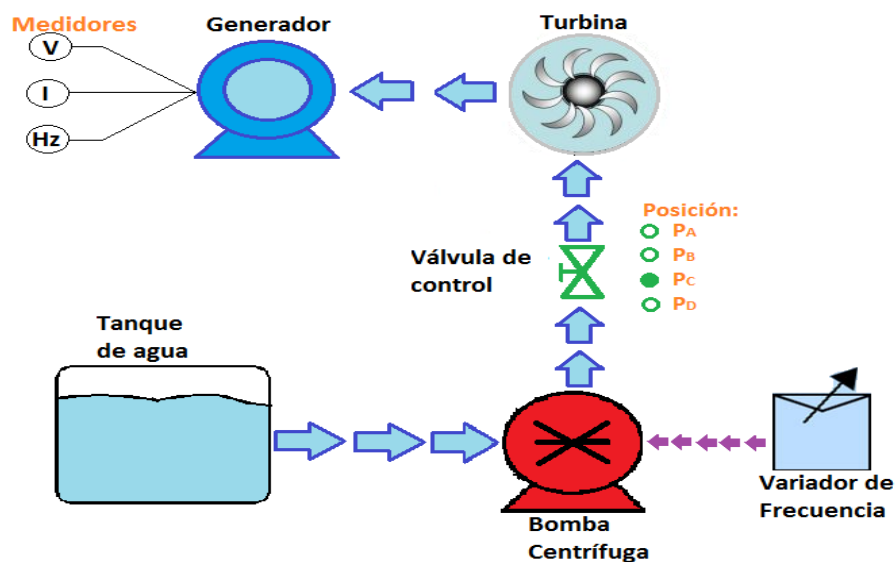 Medidores
V
I
Hz
Generador
Turbina
Posición:
PA
PB
PC
PD
Válvula de
control
Tanque
de agua
Bomba
Centrífuga
Variador de
Frecuencia